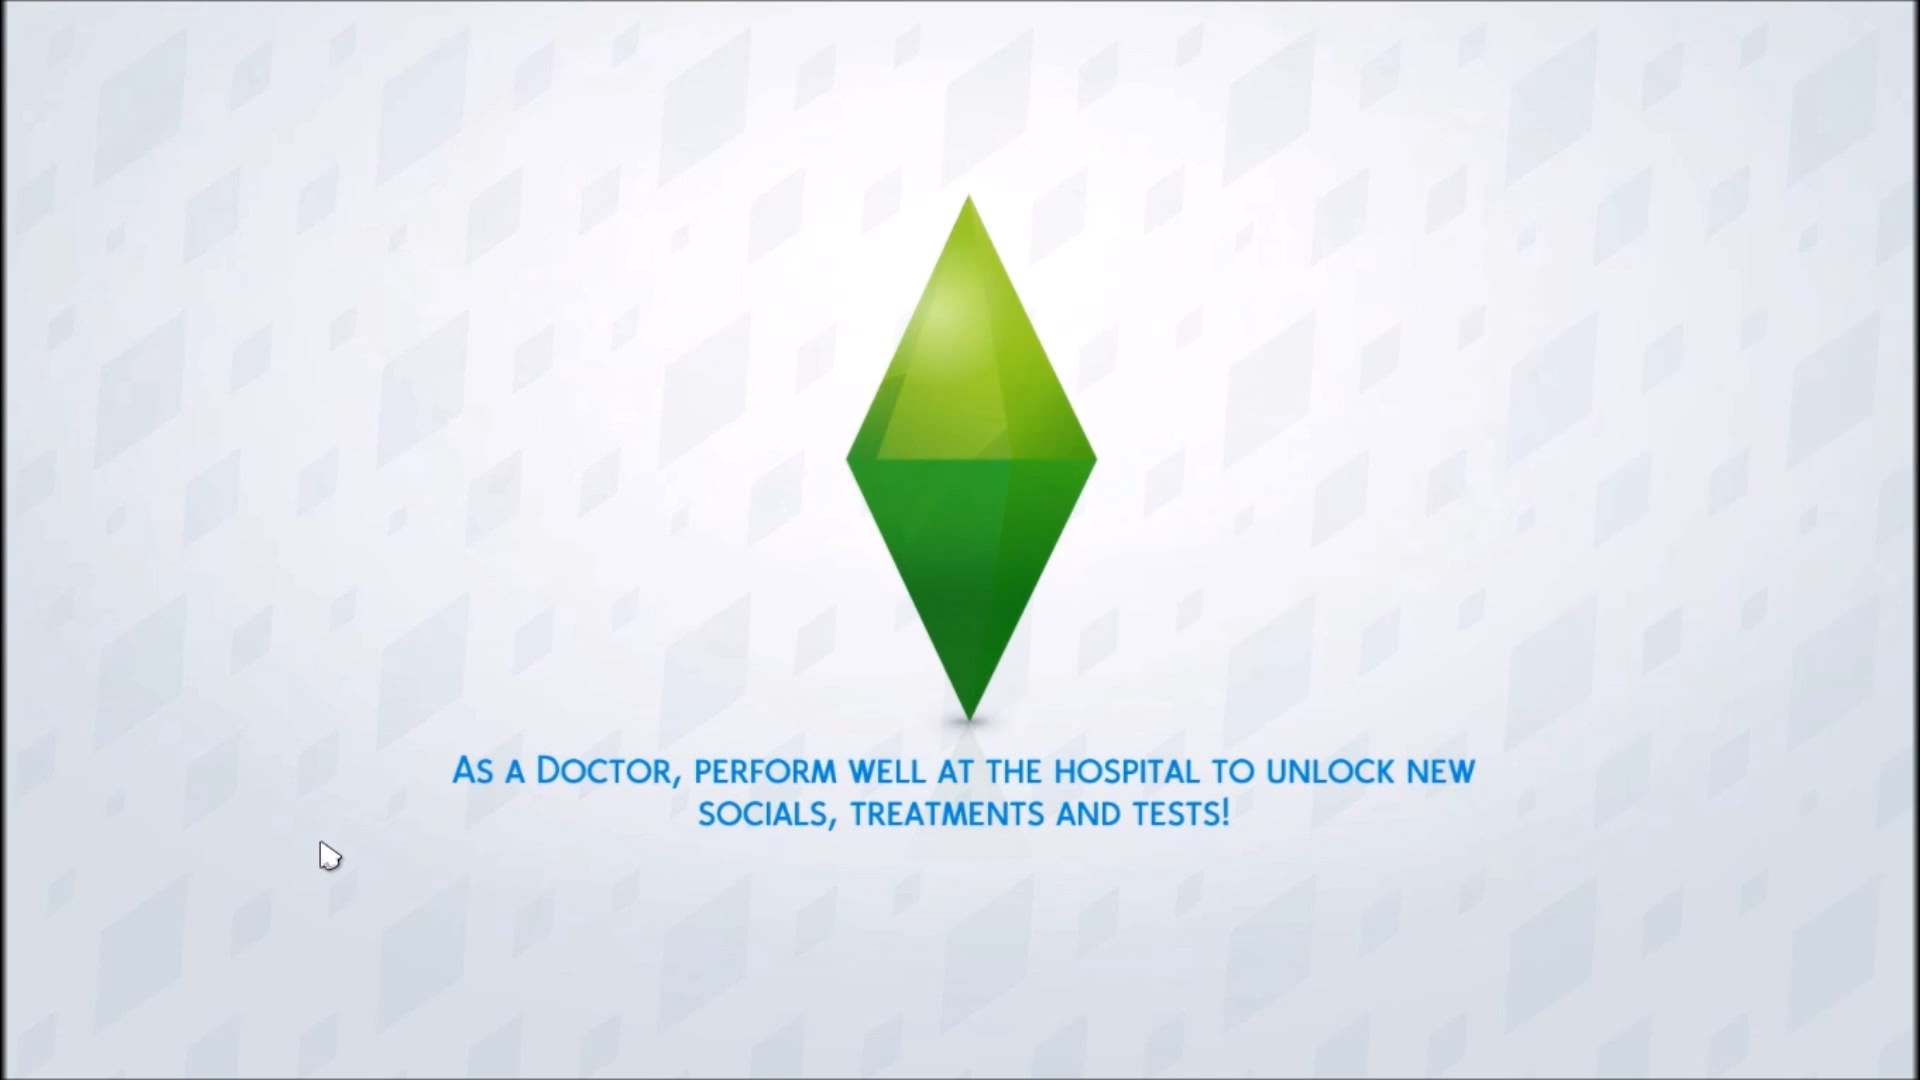 As a Doctor, perform well at the hospital to unlock new
socials, treatments and tests!